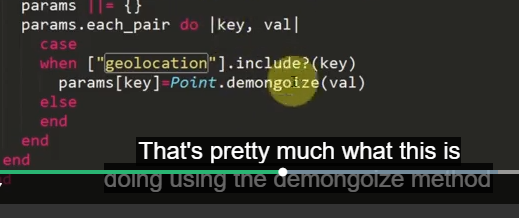 params ||= {}
params.each_pair do |key, val|
case
when ["geolocation"].include?(key)
params[key]=Point.demongoize(val)
else
end
end
end
That's pretty much what this is
doing using the demongoize method